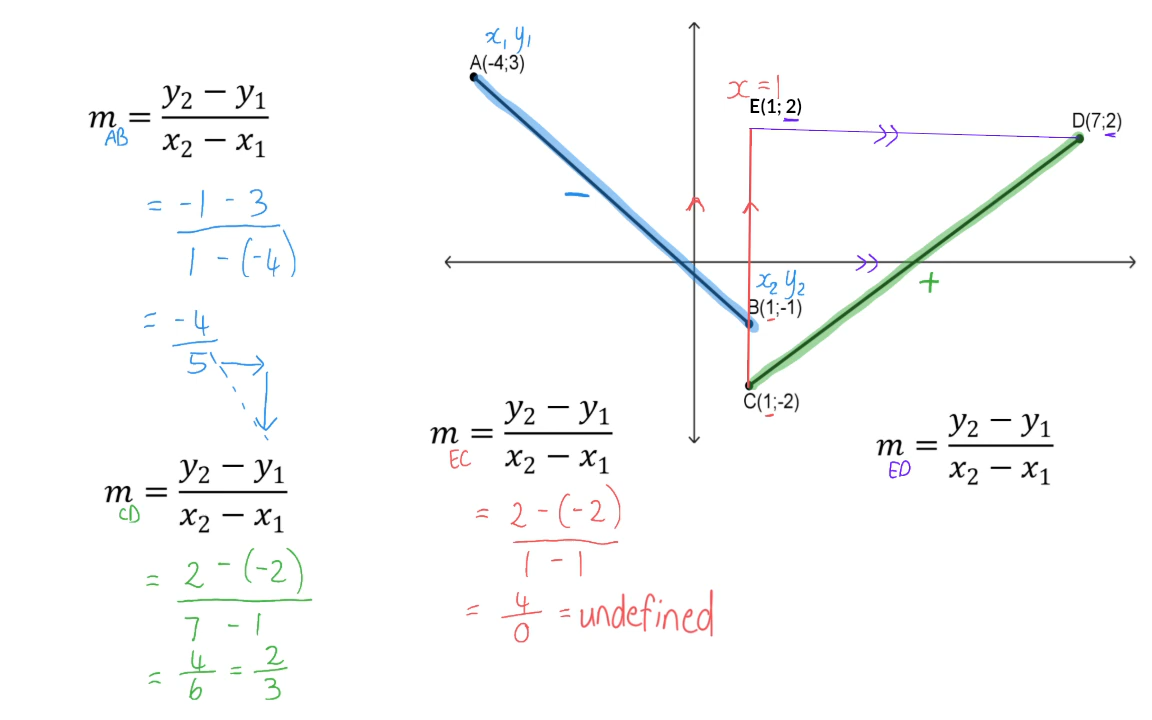 x₁ y₁
A(-4;3)
x = 1
E(1; 2)
D(7;2)
−
x₂ y₂
B(1;-1)
+
C(1;-2)
m_AB = (y₂ − y₁)/(x₂ − x₁)
= (-1 - 3)/(1 - (-4))
= -4/5
m_CD = (y₂ − y₁)/(x₂ − x₁)
= (2 - (-2))/(7 - 1)
= 4/6 = 2/3
m_EC = (y₂ − y₁)/(x₂ − x₁)
= (2 - (-2))/(1 - 1)
= 4/0 = undefined
m_ED = (y₂ − y₁)/(x₂ − x₁)